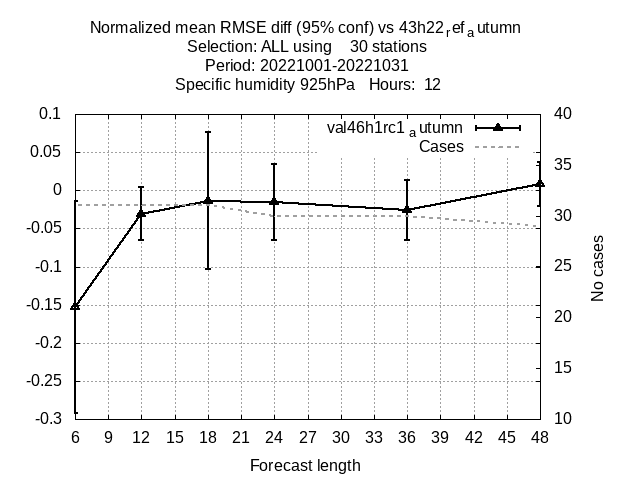 Normalized mean RMSE diff (95% conf) vs 43h22refautumn
Selection: ALL using    30 stations
Period: 20221001-20221031
Specific humidity 925hPa   Hours:  12
0.1
0.05
0
-0.05
-0.1
-0.15
-0.2
-0.25
-0.3
val46h1rc1autumn
Cases
40
35
30
25
20
15
10
No cases
6 9 12 15 18 21 24 27 30 33 36 39 42 45 48
Forecast length